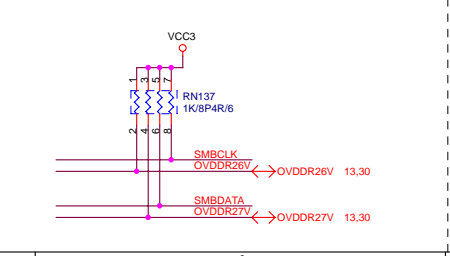 VCC3
1 3 5 7
RN137
1K/8P4R/6
2 4 6 8
SMBCLK
OVDDR26V
OVDDR26V 13,30
SMBDATA
OVDDR27V
OVDDR27V 13,30